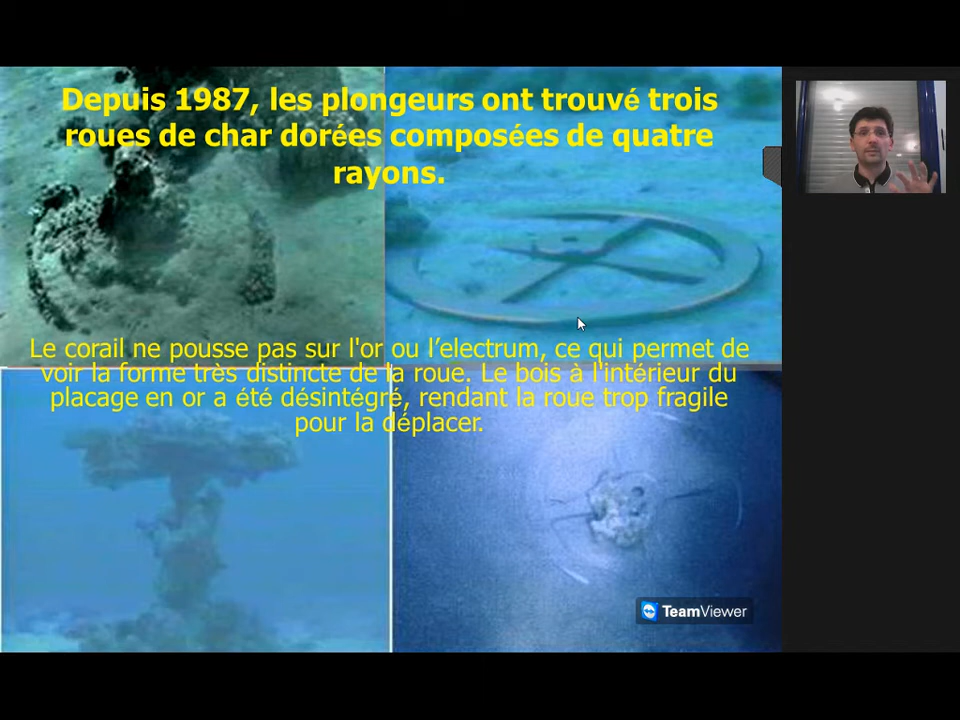 Depuis 1987, les plongeurs ont trouvé trois
roues de char dorées composées de quatre
rayons.
Le corail ne pousse pas sur l'or ou l’electrum, ce qui permet de
voir la forme très distincte de la roue. Le bois à l'intérieur du
placage en or a été désintégré, rendant la roue trop fragile
pour la déplacer.
TeamViewer